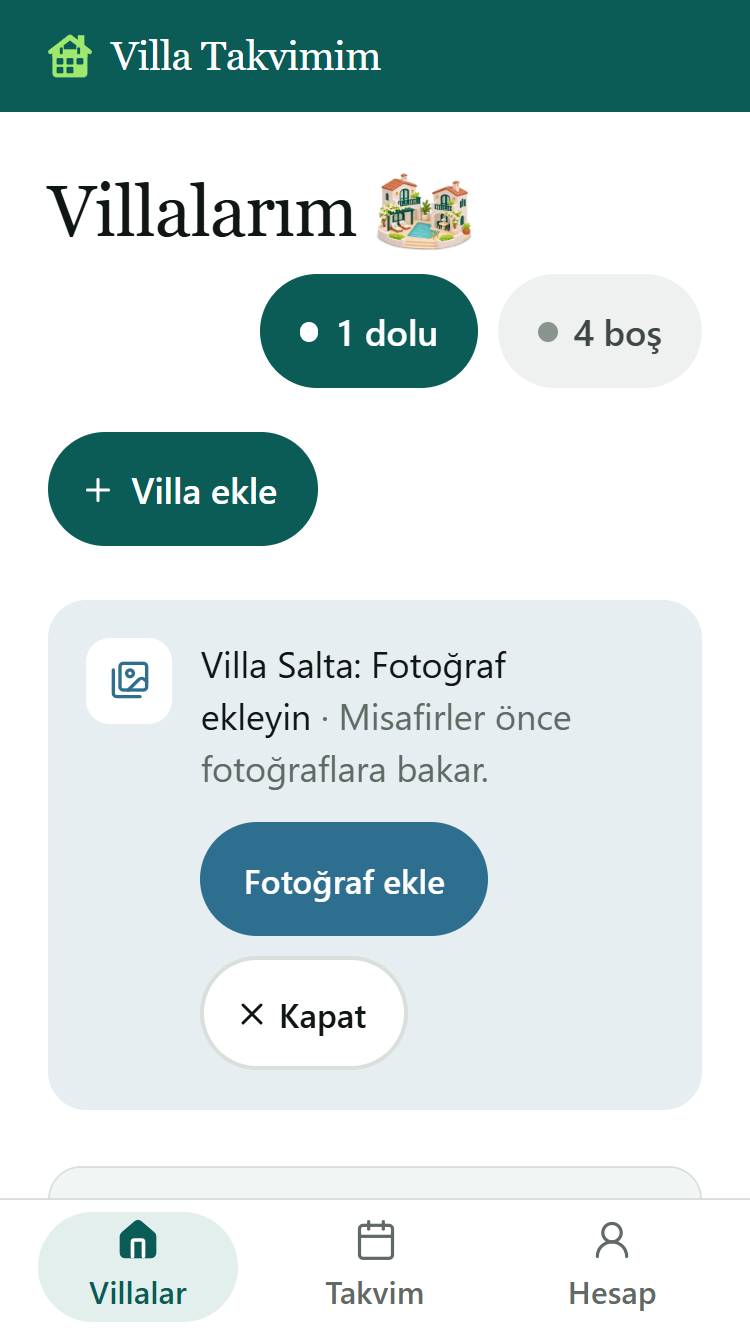 Villa Takvimim
Villalarım
1 dolu
4 boş
+ Villa ekle
Villa Salta: Fotoğraf
ekleyin · Misafirler önce
fotoğraflara bakar.
Fotoğraf ekle
Kapat
Villalar
Takvim
Hesap